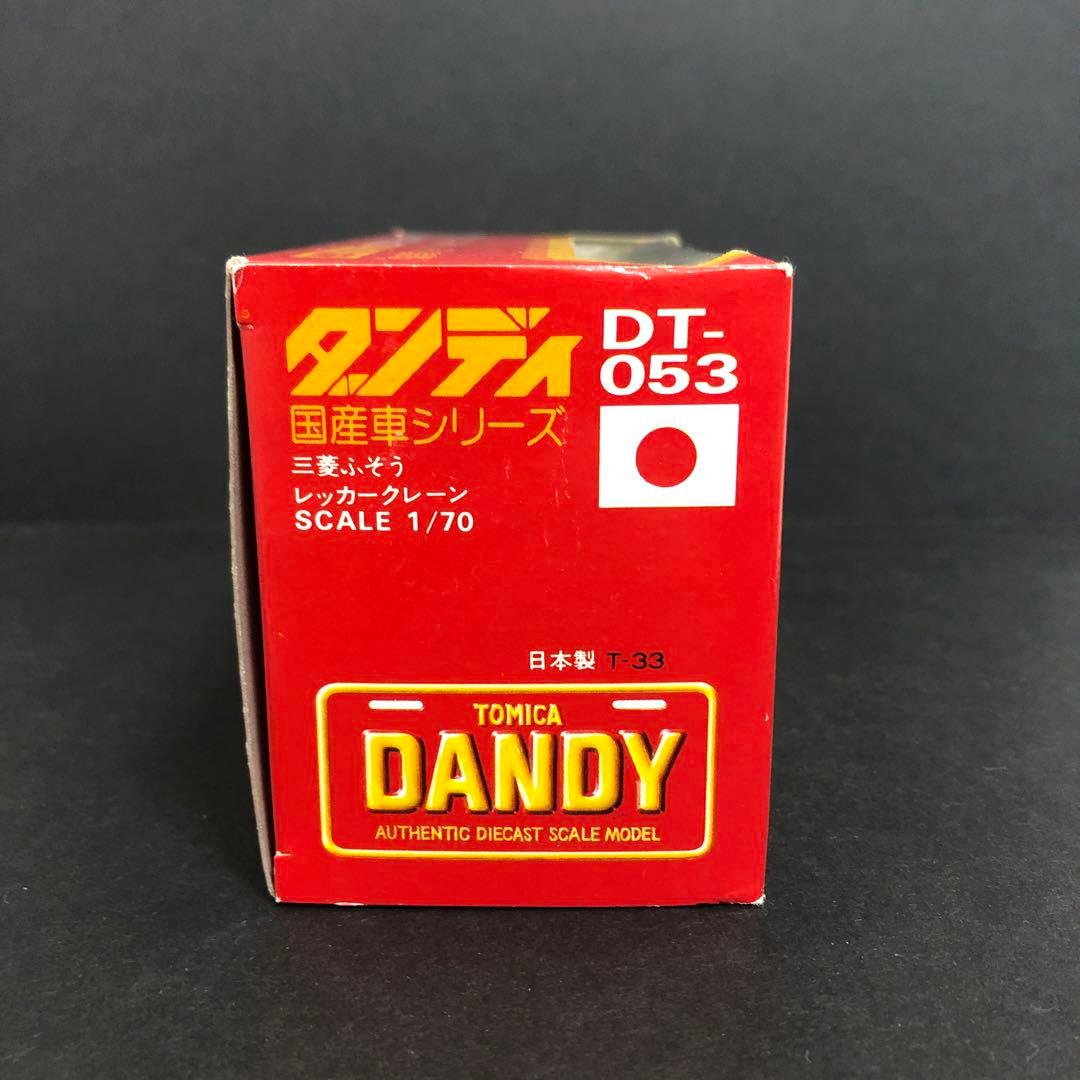 ダンディ
国産車シリーズ
三菱ふそう
レッカークレーン
SCALE 1/70
DT-
053
日本製 T-33
TOMICA
DANDY
AUTHENTIC DIECAST SCALE MODEL